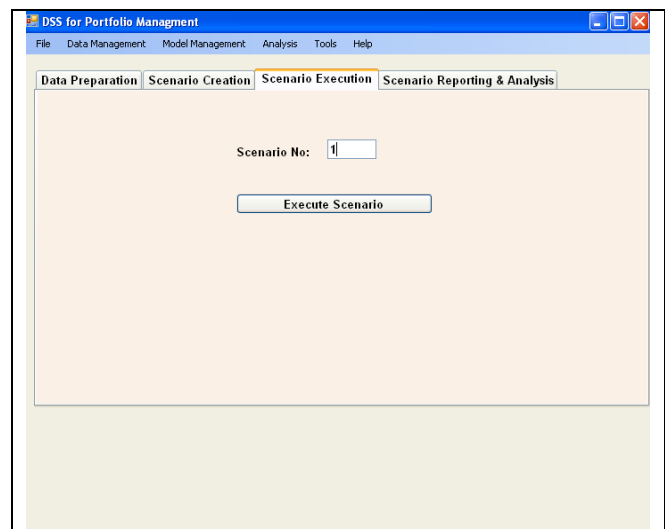 DSS for Portfolio Managment
File Data Management Model Management Analysis Tools Help
Data Preparation Scenario Creation Scenario Execution Scenario Reporting & Analysis
Scenario No: 1
Execute Scenario